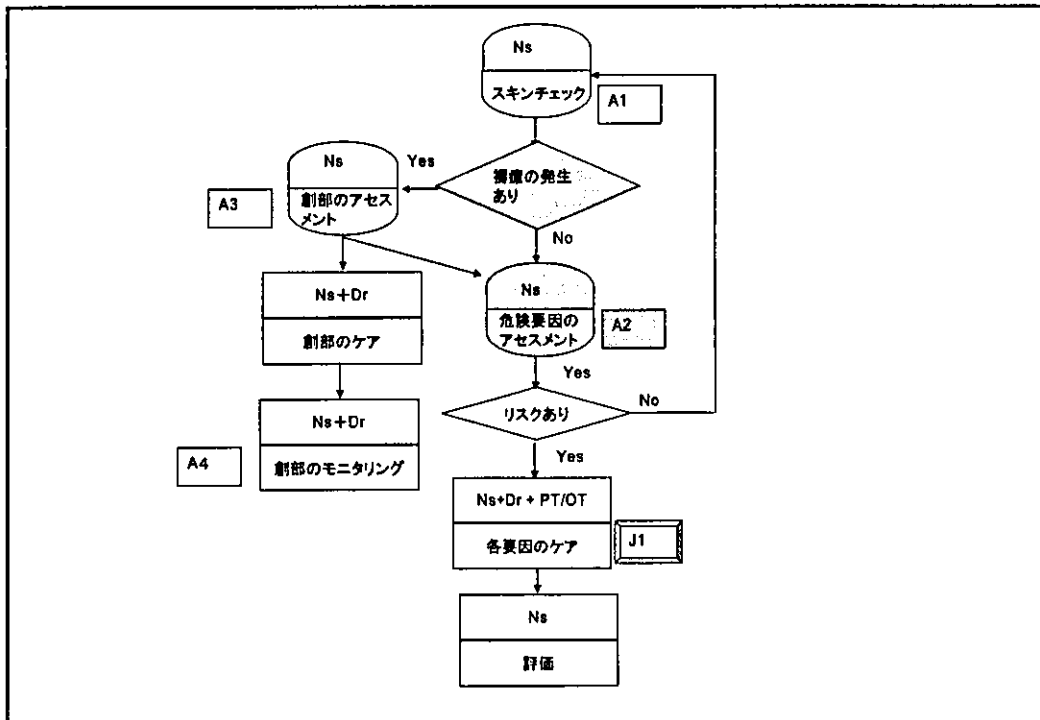 Ns
スキンチェック
A1
Ns
Yes
褥瘡の発生
あり
創部のアセス
メント
A3
No
Ns+Dr
Ns
創部のケア
危険要因の
アセスメント
A2
Yes
Ns+Dr
リスクあり
No
A4
創部のモニタリング
Yes
Ns+Dr + PT/OT
各要因のケア
J1
Ns
評価